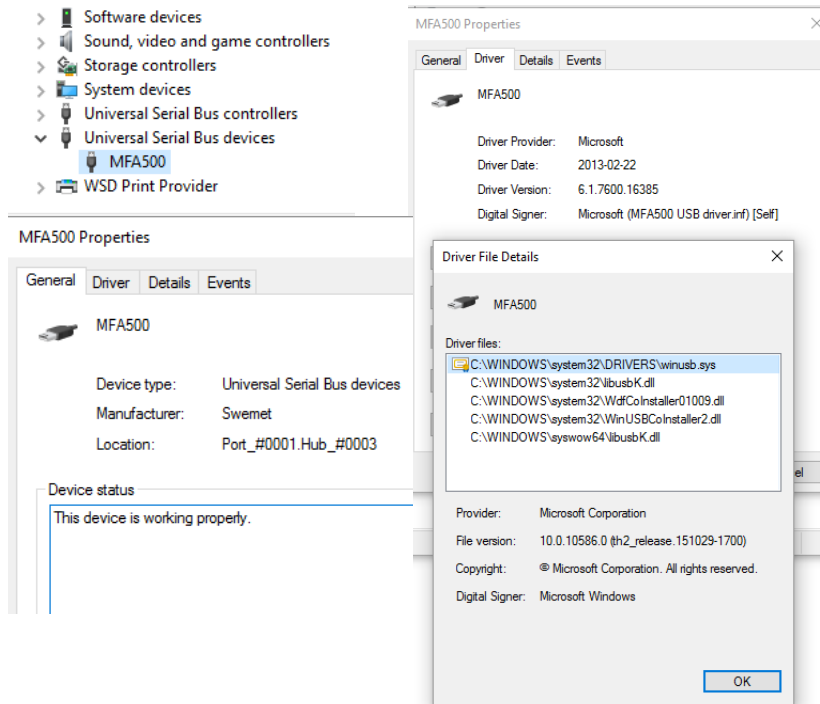 Software devices
Sound, video and game controllers
Storage controllers
System devices
Universal Serial Bus controllers
Universal Serial Bus devices
MFA500
WSD Print Provider
MFA500 Properties
General Driver Details Events
MFA500
Device type: Universal Serial Bus devices
Manufacturer: Swemet
Location: Port_#0001.Hub_#0003
Device status
This device is working properly.
MFA500 Properties
General Driver Details Events
MFA500
Driver Provider: Microsoft
Driver Date: 2013-02-22
Driver Version: 6.1.7600.16385
Digital Signer: Microsoft (MFA500 USB driver.inf) [Self]
Driver File Details
MFA500
Driver files:
C:\WINDOWS\system32\DRIVERS\winusb.sys
C:\WINDOWS\system32\libusbK.dll
C:\WINDOWS\system32\WdfCoInstaller01009.dll
C:\WINDOWS\system32\WinUSBCoInstaller2.dll
C:\WINDOWS\syswow64\libusbK.dll
el
Provider: Microsoft Corporation
File version: 10.0.10586.0 (th2_release.151029-1700)
Copyright: © Microsoft Corporation. All rights reserved.
Digital Signer: Microsoft Windows
OK